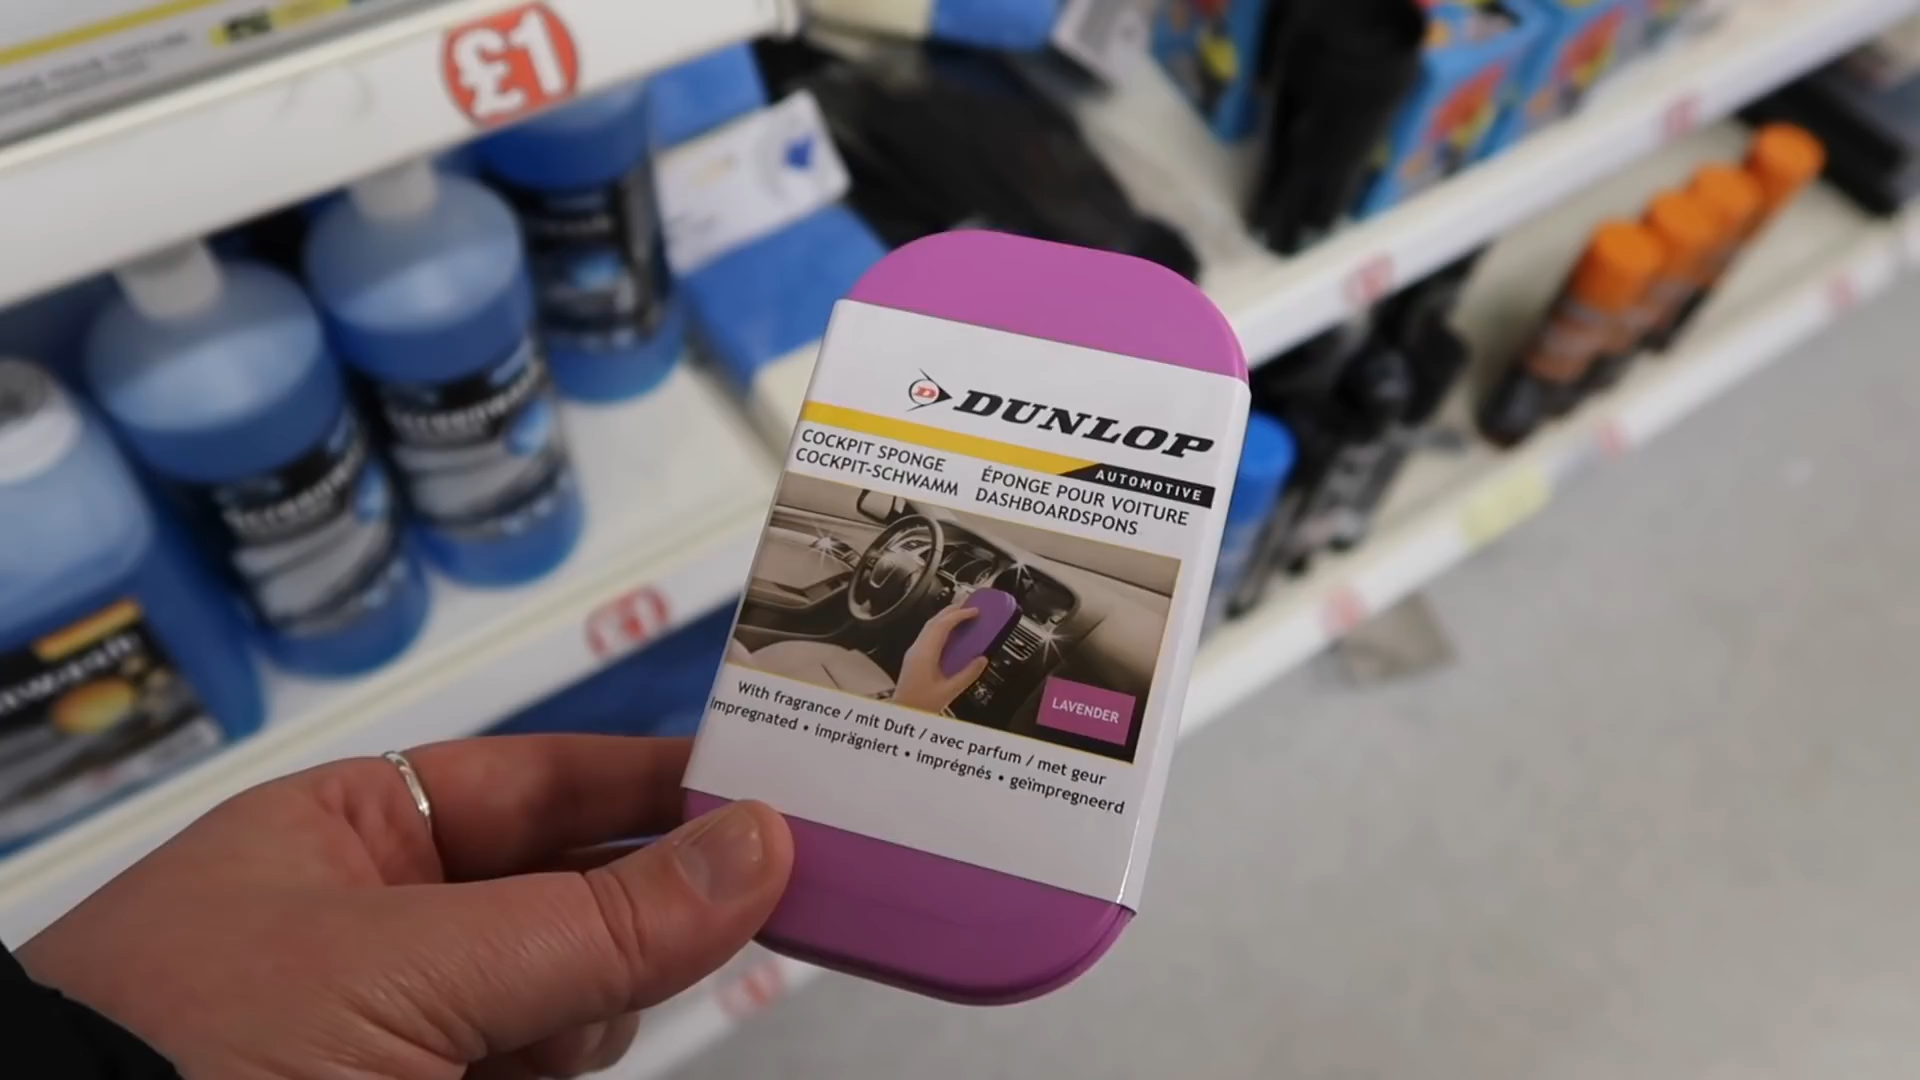 £1
D DUNLOP
AUTOMOTIVE
COCKPIT SPONGE
COCKPIT-SCHWAMM
ÉPONGE POUR VOITURE
DASHBOARDSPONS
LAVENDER
With fragrance / mit Duft / avec parfum / met geur
impregnated • imprägniert • imprégnés • geïmpregneerd